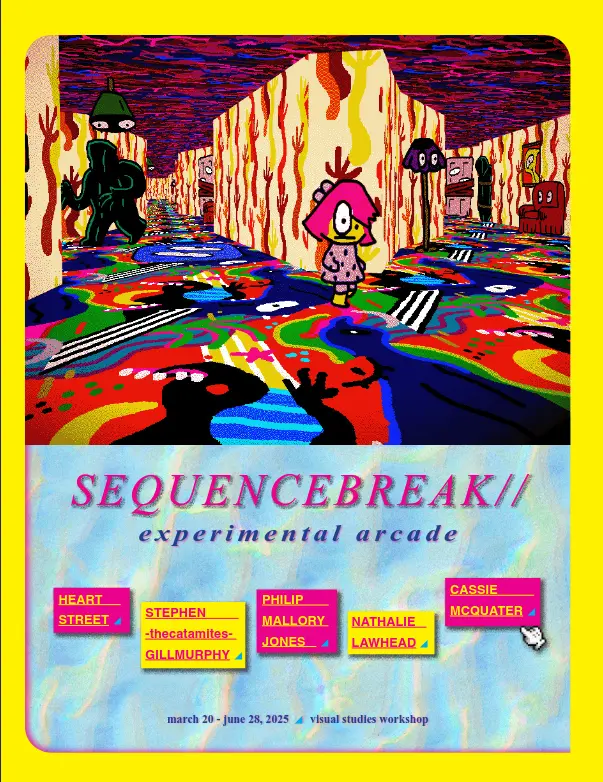 SEQUENCEBREAK//
experimental arcade
HEART
STREET
STEPHEN
-thecatamites-
GILLMURPHY
PHILIP
MALLORY
JONES
NATHALIE
LAWHEAD
CASSIE
MCQUATER
march 20 - june 28, 2025 visual studies workshop